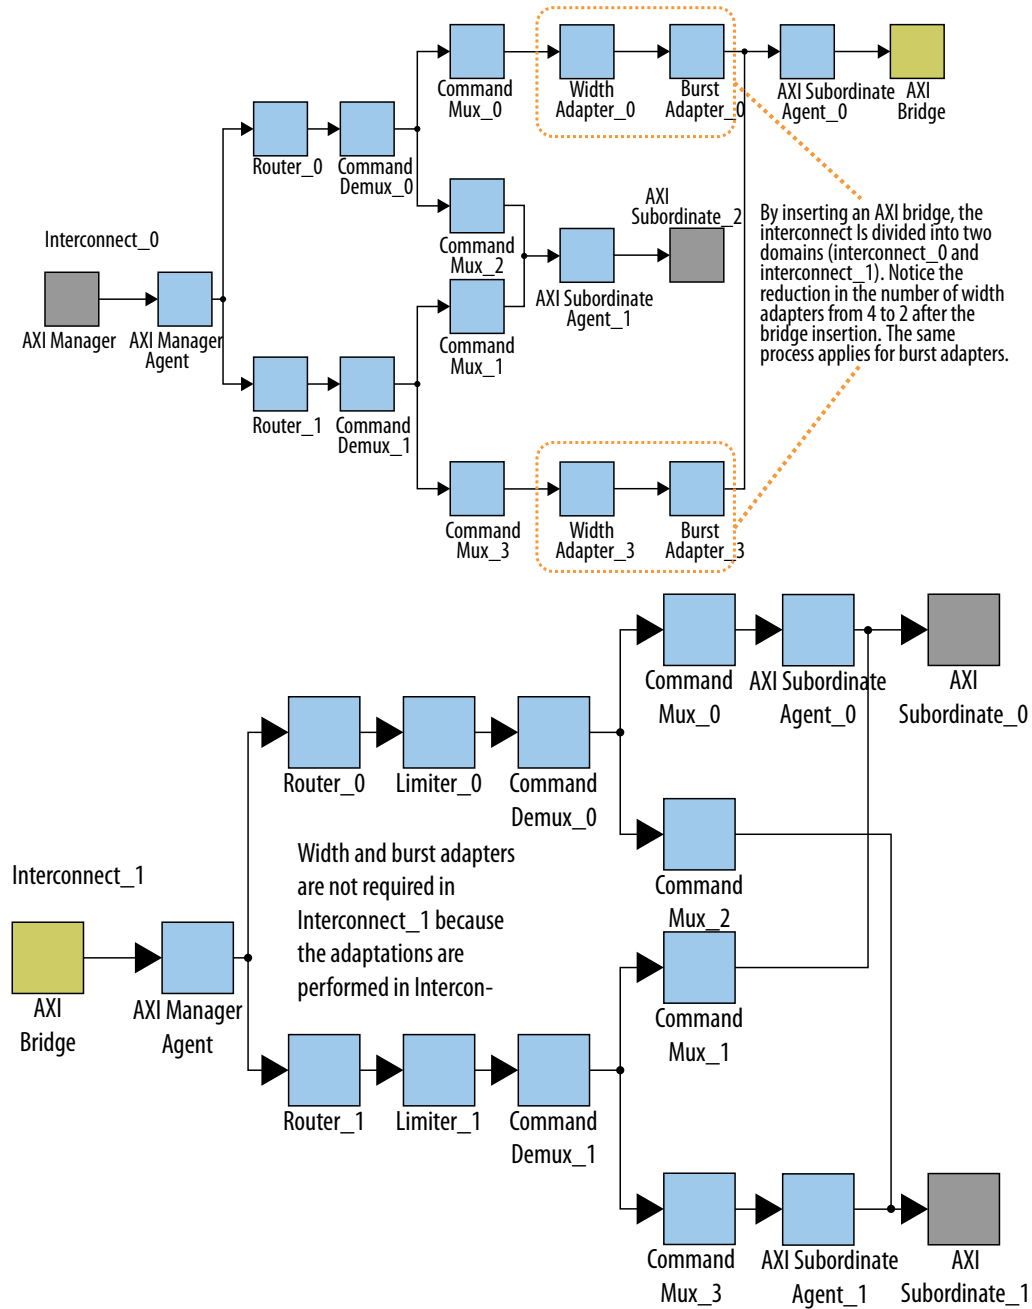 Command
Mux_0
Width
Adapter_0
Burst
Adapter_0
AXI Subordinate
Agent_0
AXI
Bridge
Router_0
Command
Demux_0
AXI
Subordinate_2
By inserting an AXI bridge, the
interconnect Is divided into two
domains (interconnect_0 and
interconnect_1). Notice the
reduction in the number of width
adapters from 4 to 2 after the
bridge insertion. The same
process applies for burst adapters.
Interconnect_0
Command
Mux_2
AXI Subordinate
Agent_1
AXI Manager
AXI Manager
Agent
Command
Mux_1
Router_1
Command
Demux_1
Command
Mux_3
Width
Adapter_3
Burst
Adapter_3
Command
Mux_0
AXI Subordinate
Agent_0
AXI
Subordinate_0
Router_0
Limiter_0
Command
Demux_0
Width and burst adapters
are not required in
Interconnect_1 because
the adaptations are
performed in Intercon-
Interconnect_1
Command
Mux_2
AXI
Bridge
AXI Manager
Agent
Command
Mux_1
Router_1
Limiter_1
Command
Demux_1
Command
Mux_3
AXI Subordinate
Agent_1
AXI
Subordinate_1